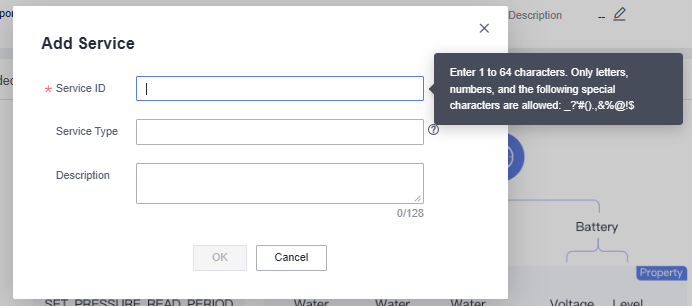 Description --
Add Service
* Service ID
Enter 1 to 64 characters. Only letters,
numbers, and the following special
characters are allowed: _?'#().,&%@!$
Service Type
Description
0/128
OK Cancel
Battery
Property
SET_PRESSURE_READ_PERIOD Water Water Water Voltage Level